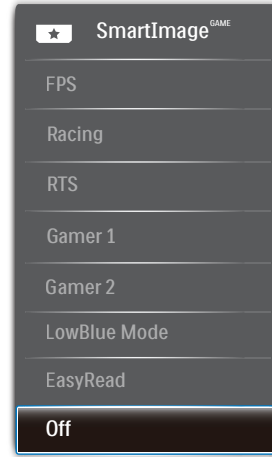 SmartImage GAME
FPS
Racing
RTS
Gamer 1
Gamer 2
LowBlue Mode
EasyRead
Off